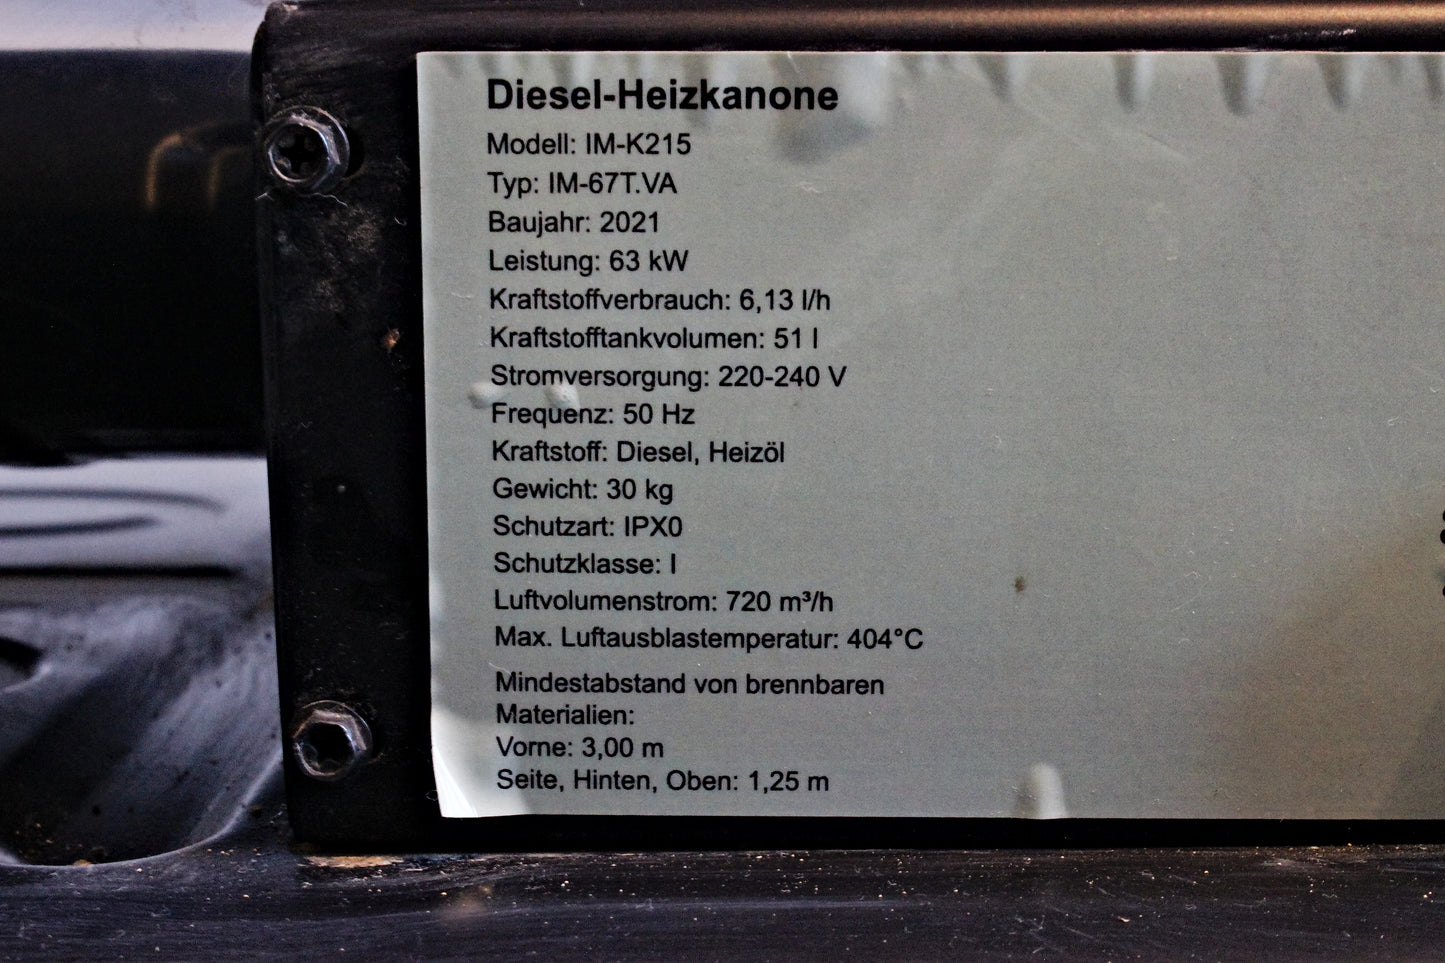 Diesel-Heizkanone
Modell: IM-K215
Typ: IM-67T.VA
Baujahr: 2021
Leistung: 63 kW
Kraftstoffverbrauch: 6,13 l/h
Kraftstofftankvolumen: 51 l
Stromversorgung: 220-240 V
Frequenz: 50 Hz
Kraftstoff: Diesel, Heizöl
Gewicht: 30 kg
Schutzart: IPX0
Schutzklasse: I
Luftvolumenstrom: 720 m³/h
Max. Luftausblastemperatur: 404°C
Mindestabstand von brennbaren
Materialien:
Vorne: 3,00 m
Seite, Hinten, Oben: 1,25 m